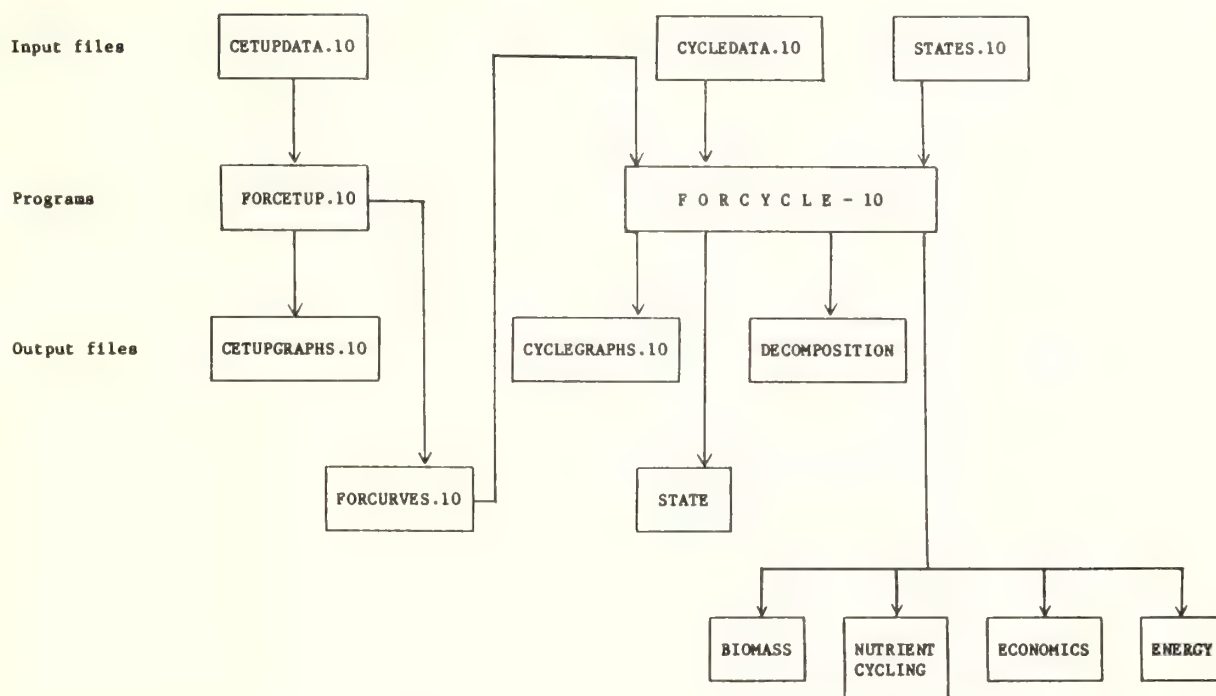 Input files
CETUPDATA.10
CYCLEDATA.10
STATES.10
Programs
FORCETUP.10
F O R C Y C L E - 10
Output files
CETUPGRAPHS.10
CYCLEGRAPHS.10
DECOMPOSITION
FORCURVES.10
STATE
BIOMASS
NUTRIENT
CYCLING
ECONOMICS
ENERGY